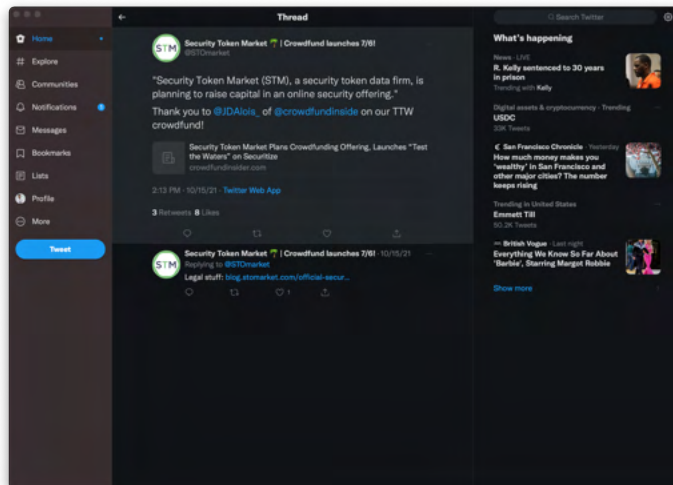 Thread
Search Twitter
Home
Explore
Communities
Notifications
Messages
Bookmarks
Lists
Profile
More
Tweet
STM
Security Token Market 🌴 | Crowdfund launches 7/6!
@STOmarket
"Security Token Market (STM), a security token data firm, is
planning to raise capital in an online security offering."
Thank you to @JDAlois_ of @crowdfundinside on our TTW
crowdfund!
Security Token Market Plans Crowdfunding Offering, Launches "Test
the Waters" on Securitize
crowdfundinsider.com
2:13 PM · 10/15/21 · Twitter Web App
3 Retweets 8 Likes
STM
Security Token Market 🌴 | Crowdfund launches 7/6! · 10/15/21
Replying to @STOmarket
Legal stuff: blog.stomarket.com/official-secur...
1
What's happening
News · LIVE
R. Kelly sentenced to 30 years
in prison
Trending with Kelly
Digital assets & cryptocurrency · Trending
USDC
33K Tweets
San Francisco Chronicle · Yesterday
How much money makes you
'wealthy' in San Francisco and
other major cities? The number
keeps rising
Trending in United States
Emmett Till
50.2K Tweets
British Vogue · Last night
Everything We Know So Far About
'Barbie', Starring Margot Robbie
Show more